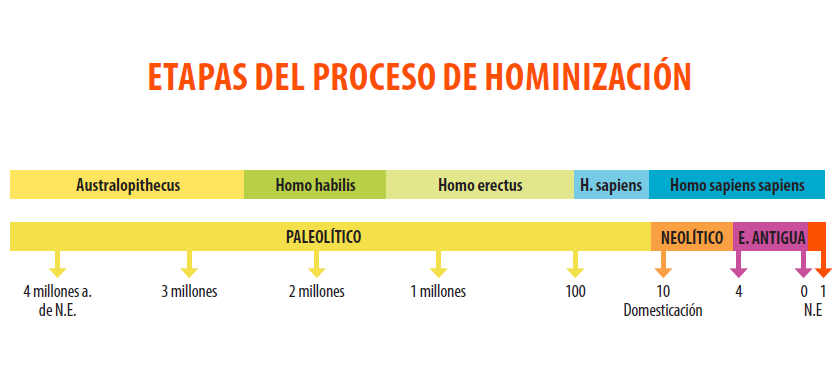 ETAPAS DEL PROCESO DE HOMINIZACIÓN
Australopithecus Homo habilis Homo erectus H. sapiens Homo sapiens sapiens
PALEOLÍTICO NEOLÍTICO E. ANTIGUA
4 millones a. 3 millones 2 millones 1 millones 100 10 4 0 1
de N.E. Domesticación N.E